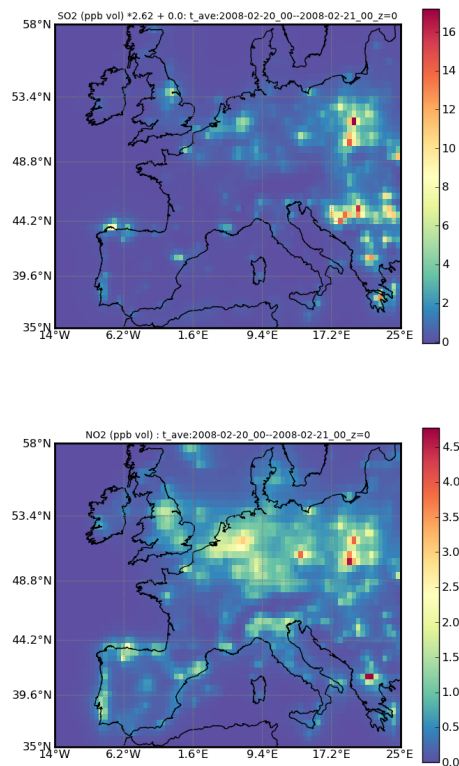 SO2 (ppb vol) *2.62 + 0.0: t_ave:2008-02-20_00--2008-02-21_00_z=0
58°N
53.4°N
48.8°N
44.2°N
39.6°N
35°N
14°W 6.2°W 1.6°E 9.4°E 17.2°E 25°E
16
14
12
10
8
6
4
2
0
NO2 (ppb vol) : t_ave:2008-02-20_00--2008-02-21_00_z=0
58°N
53.4°N
48.8°N
44.2°N
39.6°N
35°N
14°W 6.2°W 1.6°E 9.4°E 17.2°E 25°E
4.5
4.0
3.5
3.0
2.5
2.0
1.5
1.0
0.5
0.0